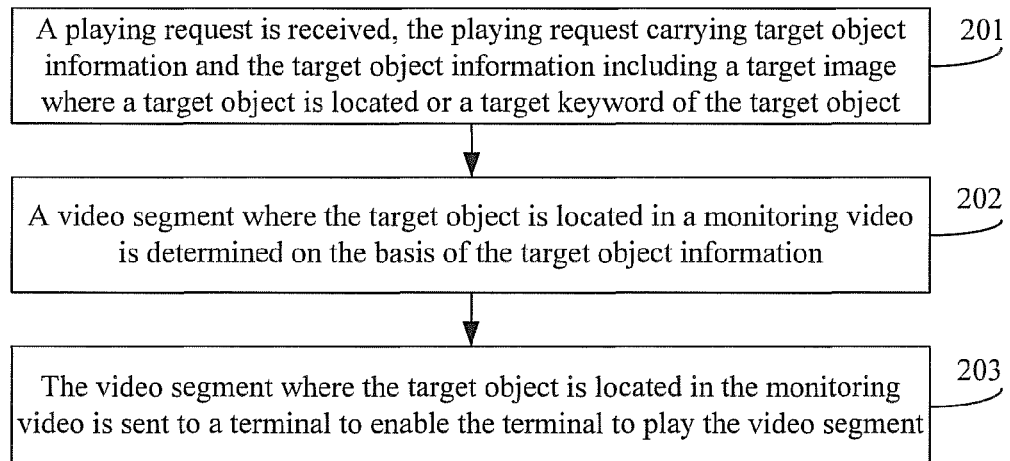 A playing request is received, the playing request carrying target object
information and the target object information including a target image
where a target object is located or a target keyword of the target object
201
A video segment where the target object is located in a monitoring video
is determined on the basis of the target object information
202
The video segment where the target object is located in the monitoring
video is sent to a terminal to enable the terminal to play the video segment
203